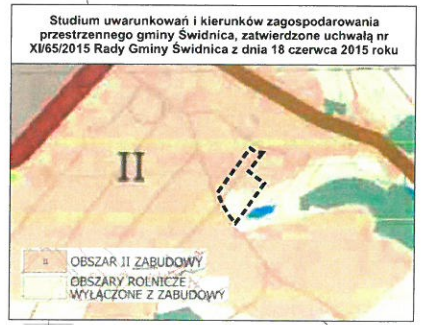 Studium uwarunkowań i kierunków zagospodarowania
przestrzennego gminy Świdnica, zatwierdzone uchwałą nr
XI/65/2015 Rady Gminy Świdnica z dnia 18 czerwca 2015 roku
II
II OBSZAR II ZABUDOWY
OBSZARY ROLNICZE
WYŁĄCZONE Z ZABUDOWY